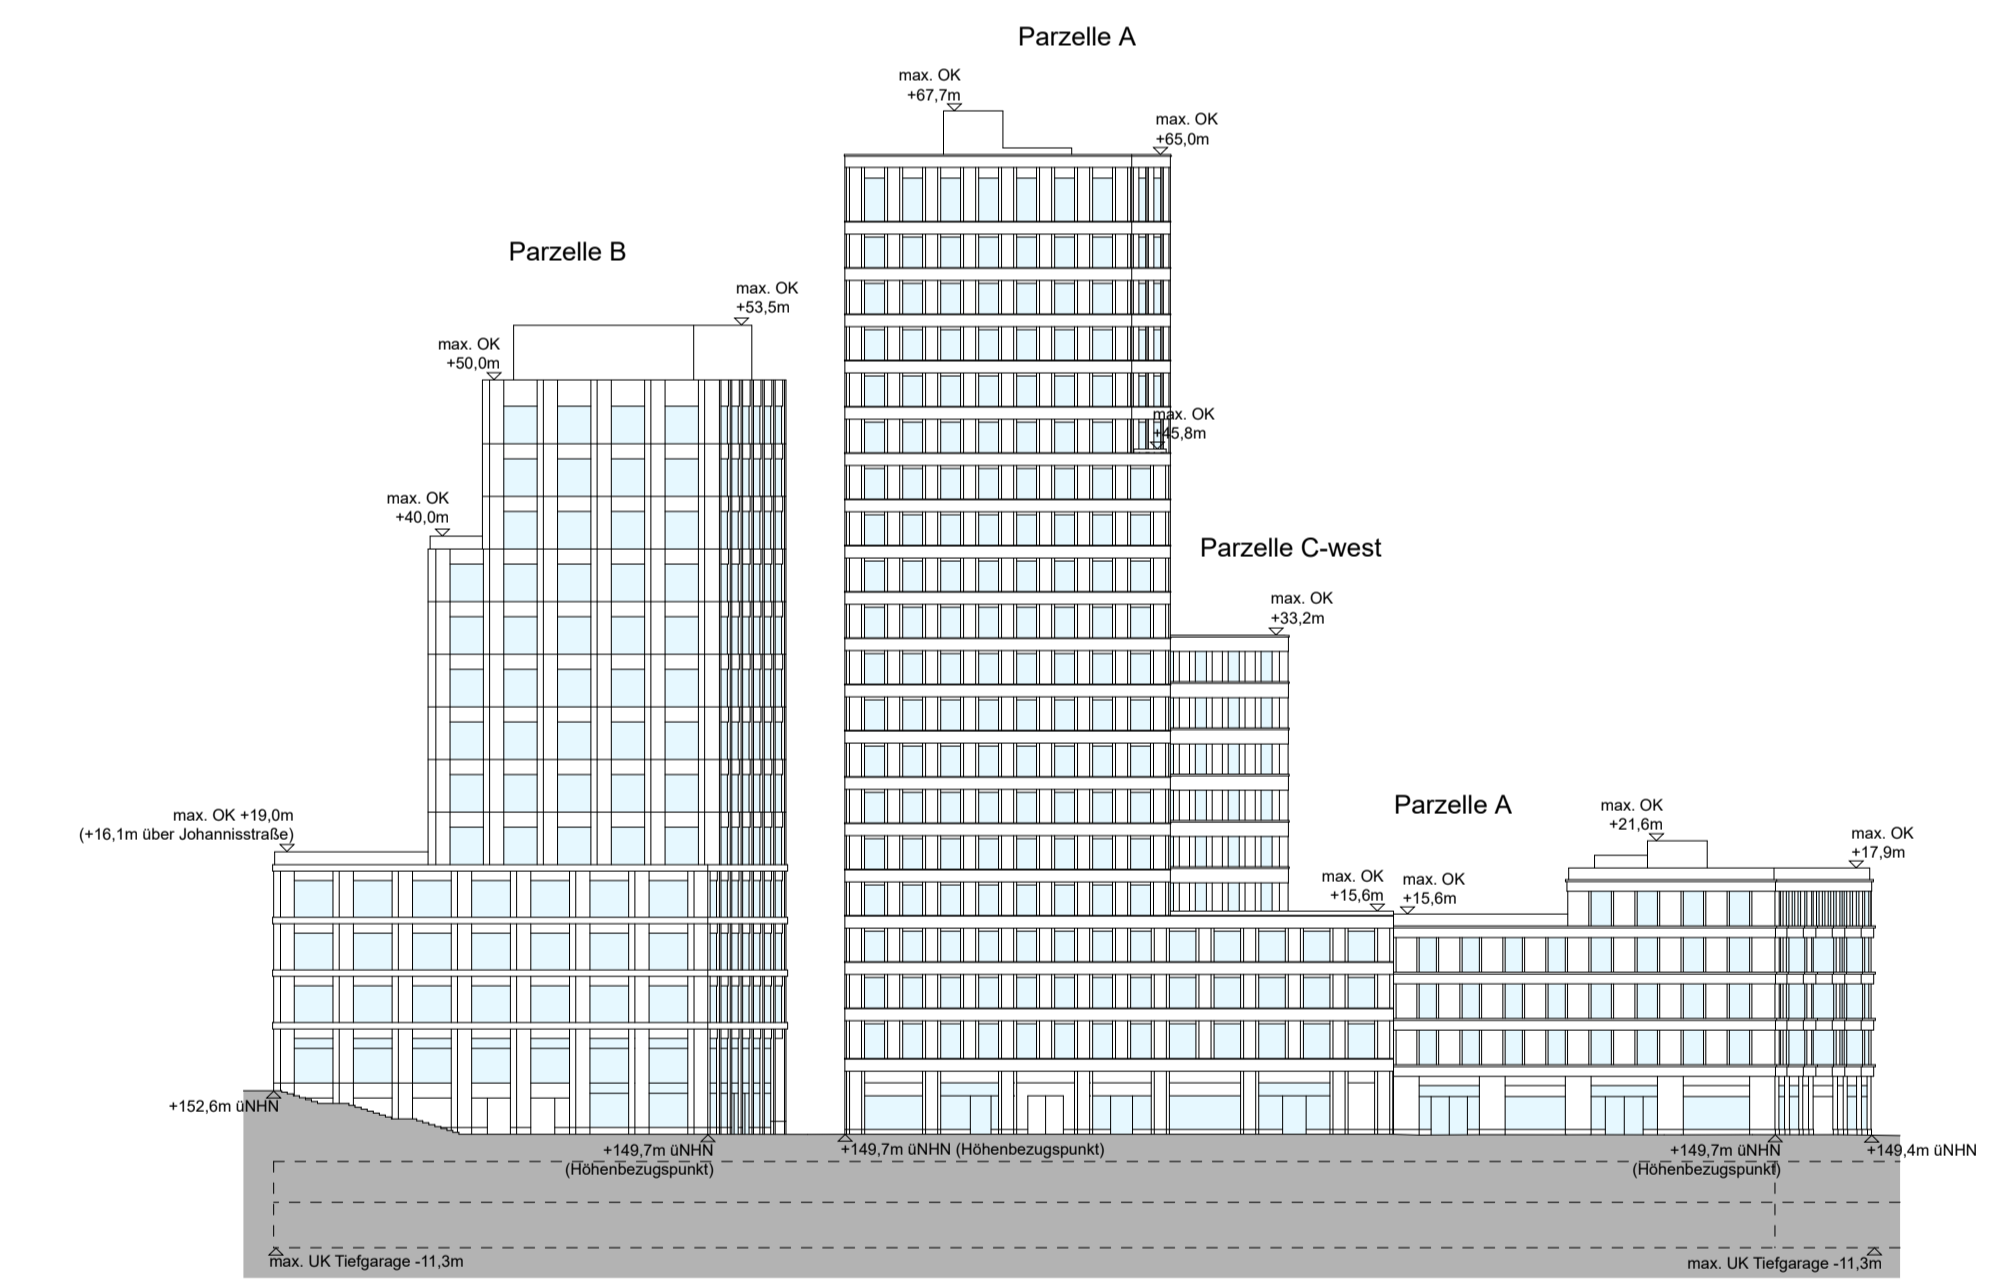 Parzelle A
max. OK
+67,7m
max. OK
+65,0m
Parzelle B
max. OK
+53,5m
max. OK
+50,0m
max. OK
+45,8m
max. OK
+40,0m
Parzelle C-west
max. OK
+33,2m
Parzelle A
max. OK
+21,6m
max. OK +19,0m
(+16,1m über Johannisstraße)
max. OK
+17,9m
max. OK
+15,6m
max. OK
+15,6m
+152,6m üNHN
+149,7m üNHN
(Höhenbezugspunkt)
+149,7m üNHN (Höhenbezugspunkt)
+149,7m üNHN
(Höhenbezugspunkt)
+149,4m üNHN
max. UK Tiefgarage -11,3m
max. UK Tiefgarage -11,3m